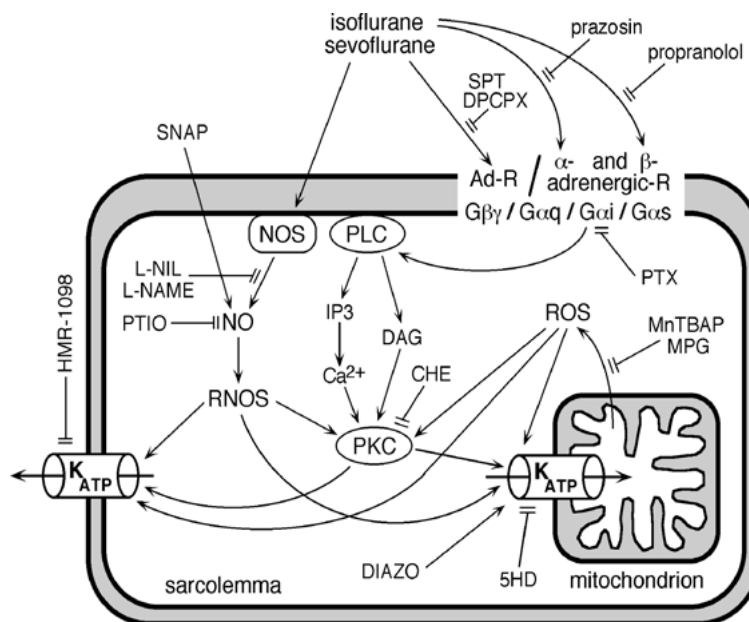 isoflurane
sevoflurane
prazosin
propranolol
SPT
DPCPX
SNAP
Ad-R / α- and β-
adrenergic-R
Gβγ / Gαq / Gαi / Gαs
NOS
PLC
L-NIL
L-NAME
PTX
PTIO
NO
IP3
DAG
ROS
MnTBAP
MPG
HMR-1098
Ca2+
CHE
RNOS
PKC
KATP
KATP
DIAZO
5HD
sarcolemma
mitochondrion